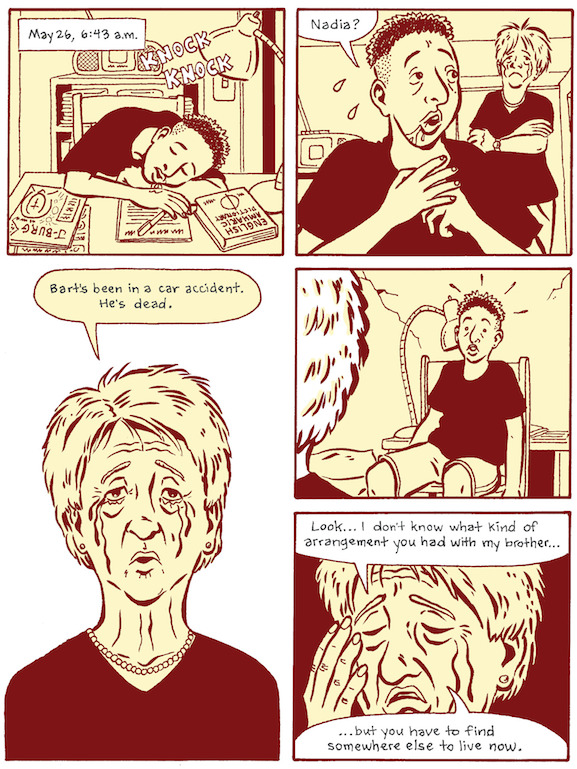 May 26, 6:43 a.m.
KNOCK
KNOCK
J-BURG
ENGLISH
AMHARIC
DICTIONARY
Nadia?
Bart's been in a car accident.
He's dead.
Look... I don't know what kind of
arrangement you had with my brother...
...but you have to find
somewhere else to live now.